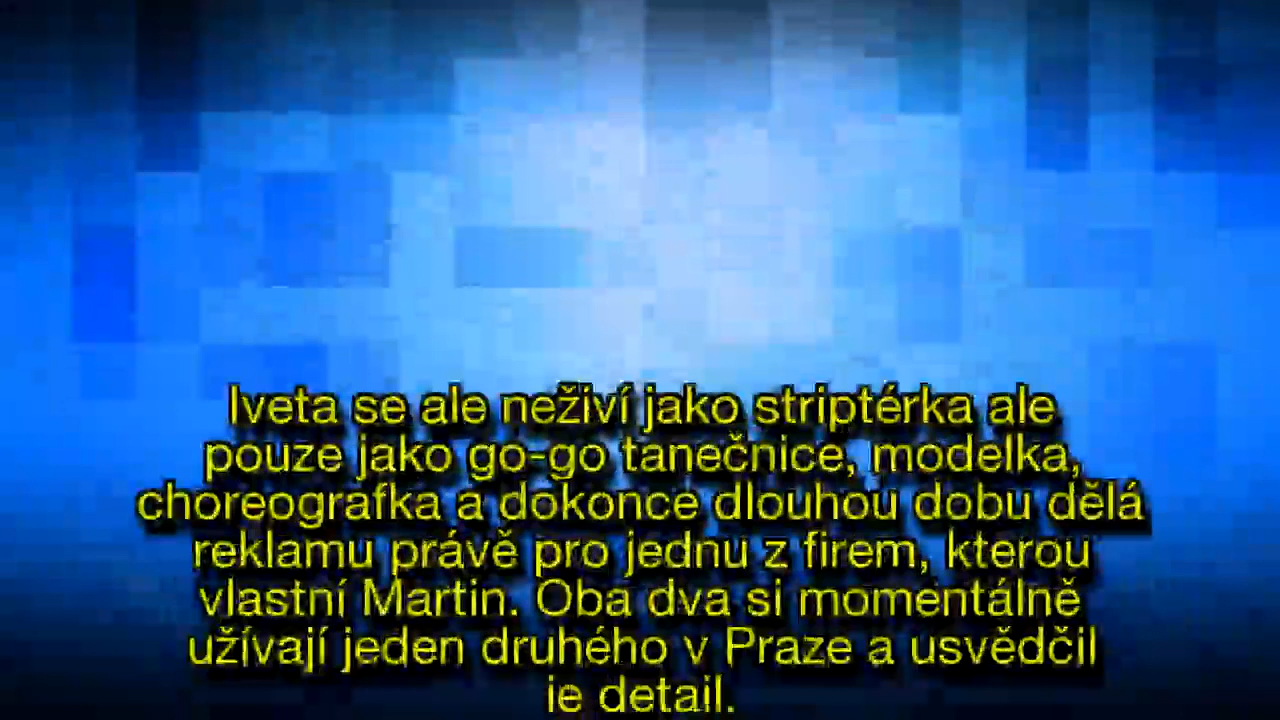 Iveta se ale neživí jako striptérka ale
pouze jako go-go tanečnice, modelka,
choreografka a dokonce dlouhou dobu dělá
reklamu právě pro jednu z firem, kterou
vlastní Martin. Oba dva si momentálně
užívají jeden druhého v Praze a usvědčil
je detail.